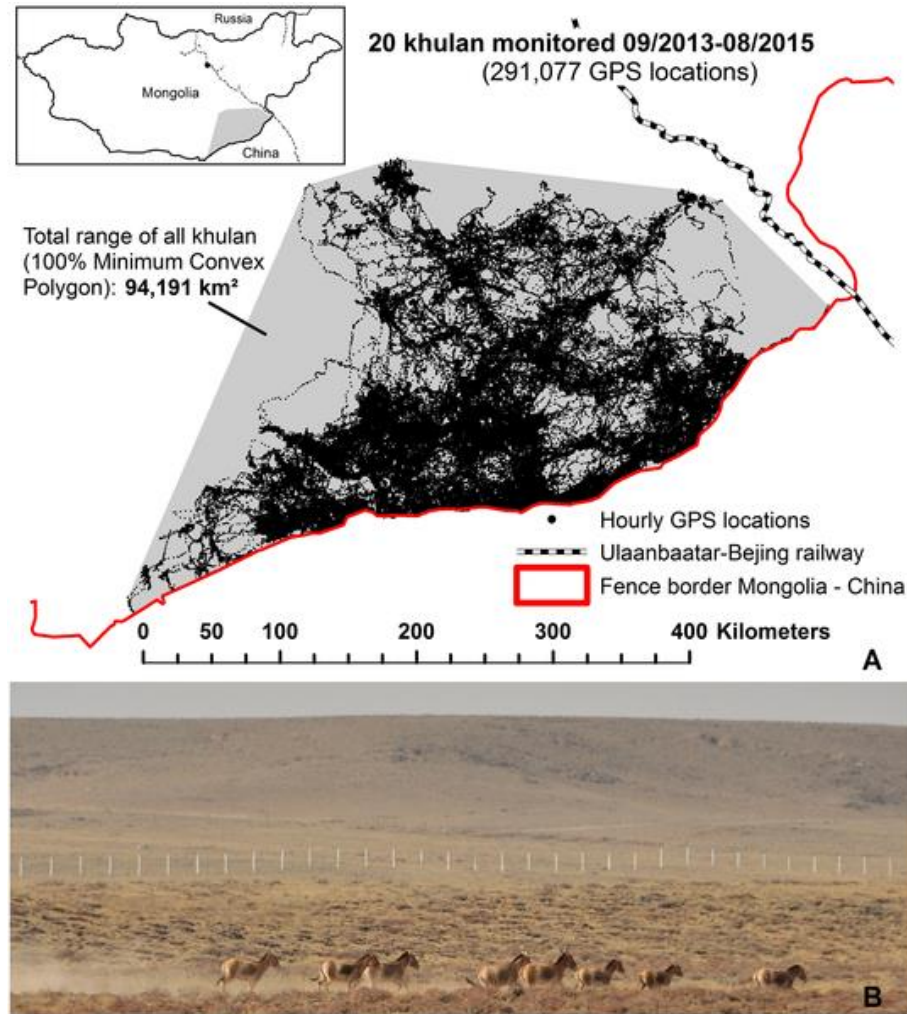 Russia
Mongolia
China
20 khulan monitored 09/2013-08/2015
(291,077 GPS locations)
Total range of all khulan
(100% Minimum Convex
Polygon): 94,191 km²
Hourly GPS locations
Ulaanbaatar-Bejing railway
Fence border Mongolia - China
0 50 100 200 300 400 Kilometers
A
B